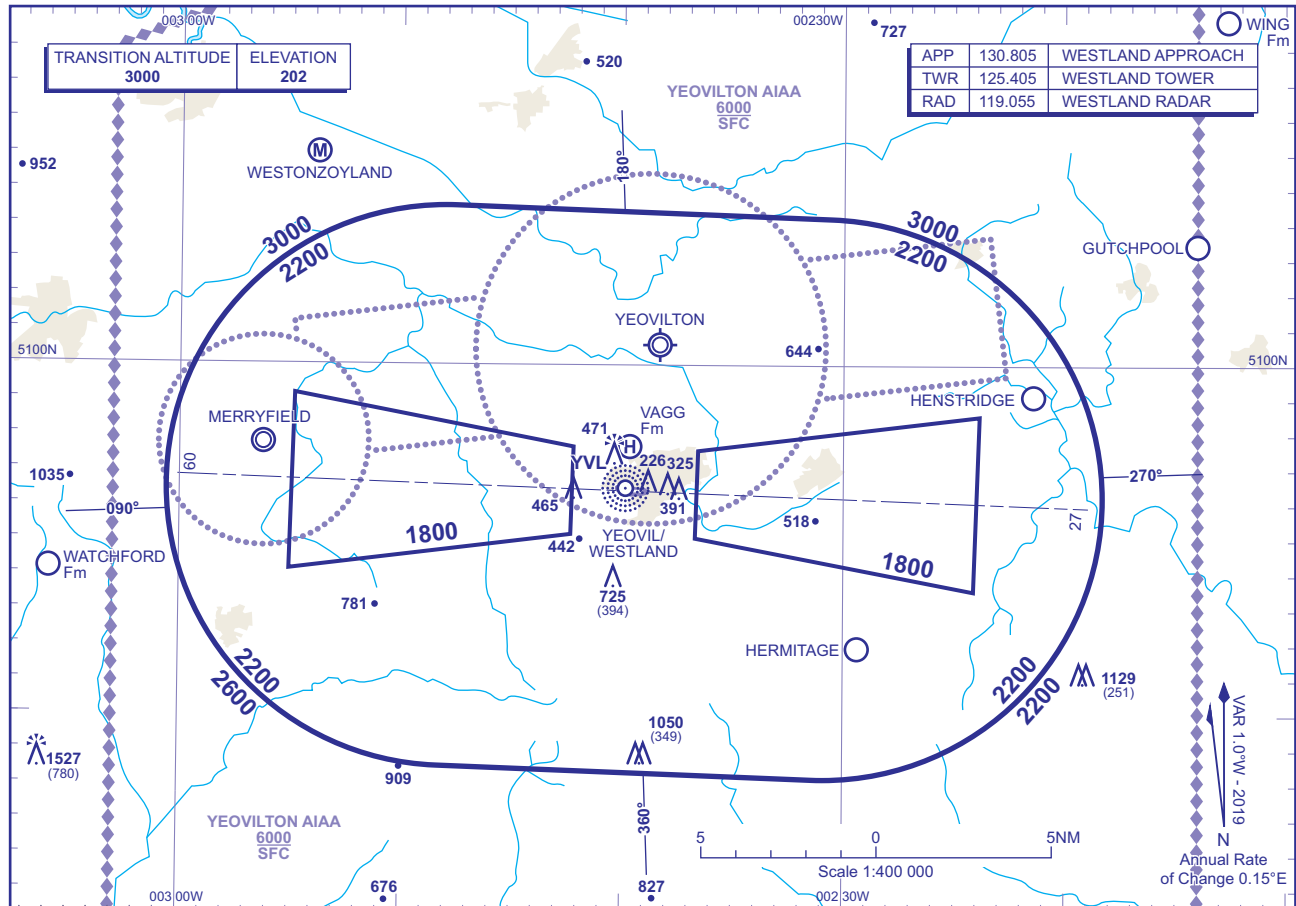 003 00W
002 30W
727
WING
Fm
TRANSITION ALTITUDE
3000
ELEVATION
202
520
YEOVILTON AIAA
6000
SFC
APP 130.805 WESTLAND APPROACH
TWR 125.405 WESTLAND TOWER
RAD 119.055 WESTLAND RADAR
952
M
WESTONZOYLAND
180°
3000
2200
3000
2200
GUTCHPOOL
YEOVILTON
644
5100N
5100N
HENSTRIDGE
MERRYFIELD
VAGG
Fm
471
H
YVL
226
325
60
1035
465
391
270°
090°
518
27
1800
442
YEOVIL/
WESTLAND
1800
WATCHFORD
Fm
725
(394)
781
HERMITAGE
2200
2600
2200
2200
1129
(251)
1050
(349)
1527
(780)
909
VAR 1.0°W - 2019
360°
YEOVILTON AIAA
6000
SFC
5 0 5NM
Scale 1:400 000
N
Annual Rate
of Change 0.15°E
003 00W
676
827
002 30W